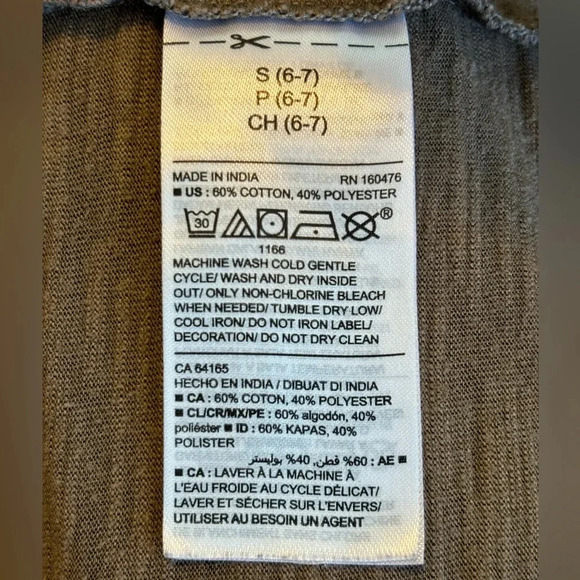 S (6-7)
P (6-7)
CH (6-7)
MADE IN INDIA RN 160476
■ US : 60% COTTON, 40% POLYESTER
30 ®
1166
MACHINE WASH COLD GENTLE
CYCLE/ WASH AND DRY INSIDE
OUT/ ONLY NON-CHLORINE BLEACH
WHEN NEEDED/ TUMBLE DRY LOW/
COOL IRON/ DO NOT IRON LABEL/
DECORATION/ DO NOT DRY CLEAN
CA 64165
HECHO EN INDIA / DIBUAT DI INDIA
■ CA : 60% COTON, 40% POLYESTER
■ CL/CR/MX/PE : 60% algodón, 40%
poliéster ■ ID : 60% KAPAS, 40%
POLISTER
■ AE : 60% قطن, 40% بوليستر
■ CA : LAVER À LA MACHINE À
L'EAU FROIDE AU CYCLE DÉLICAT/
LAVER ET SÉCHER SUR L'ENVERS/
UTILISER AU BESOIN UN AGENT